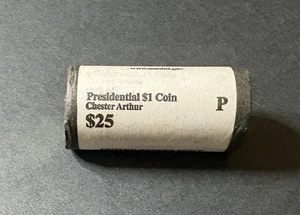 Presidential $1 Coin
Chester Arthur
$25
P